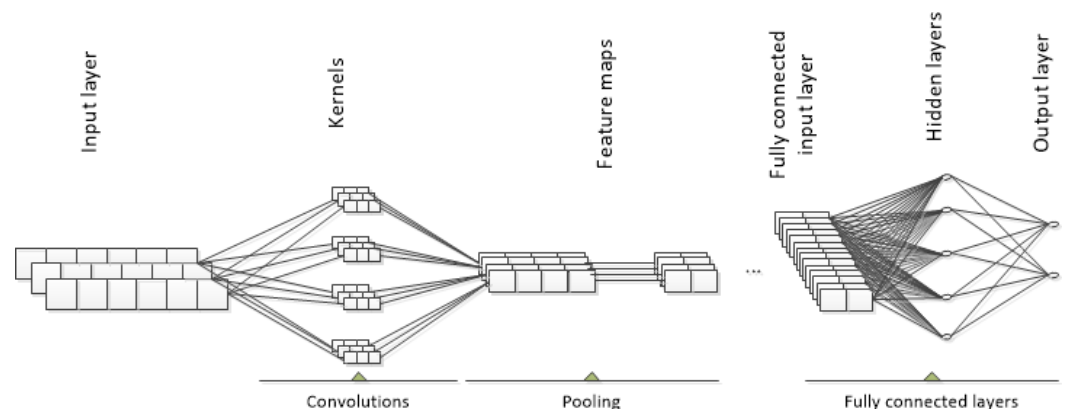 Input layer
Kernels
Feature maps
Fully connected
input layer
Hidden layers
Output layer
...
Convolutions
Pooling
Fully connected layers